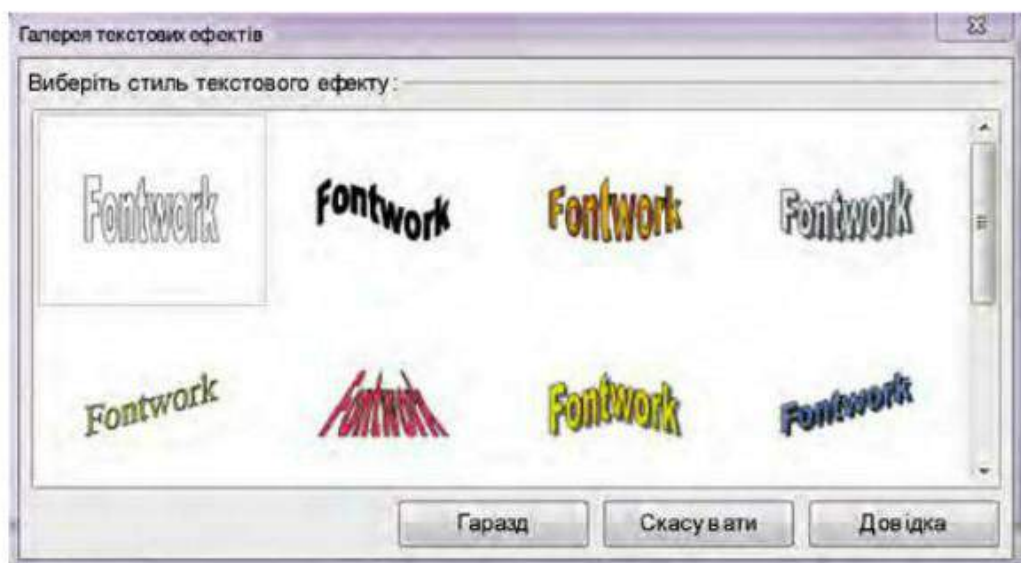 Галерея текстових ефектів
Виберіть стиль текстового ефекту:
Fontwork Fontwork Fontwork Fontwork
Fontwork Fontwork Fontwork Fontwork
Гаразд Скасувати Довідка